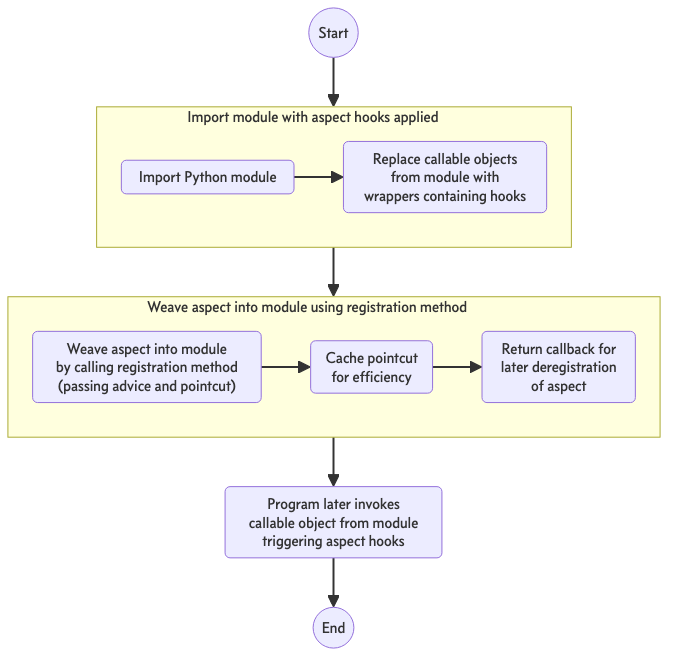 Start
Import module with aspect hooks applied
Import Python module
Replace callable objects
from module with
wrappers containing hooks
Weave aspect into module using registration method
Weave aspect into module
by calling registration method
(passing advice and pointcut)
Cache pointcut
for efficiency
Return callback for
later deregistration
of aspect
Program later invokes
callable object from module
triggering aspect hooks
End